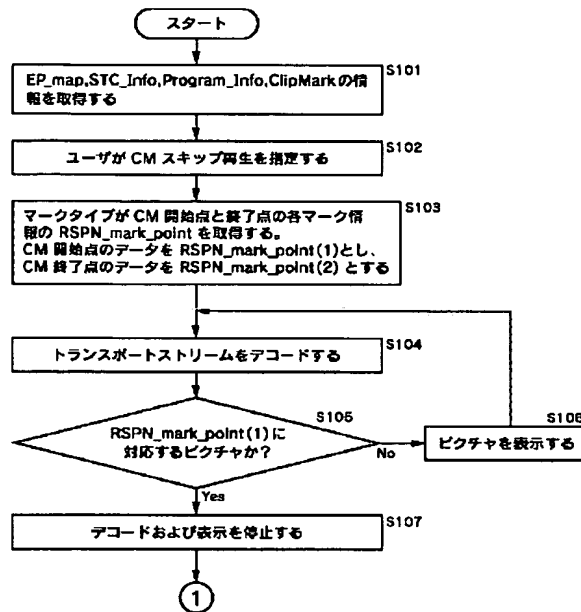 スタート
S101
EP_map,STC_Info,Program_Info,ClipMarkの情
報を取得する
S102
ユーザが CM スキップ再生を指定する
S103
マークタイプが CM 開始点と終了点の各マーク情
報の RSPN_mark_point を取得する。
CM 開始点のデータを RSPN_mark_point(1)とし、
CM 終了点のデータを RSPN_mark_point(2) とする
S104
トランスポートストリームをデコードする
S105
RSPN_mark_point(1)に
対応するピクチャか?
No
S106
ピクチャを表示する
Yes
S107
デコードおよび表示を停止する
1